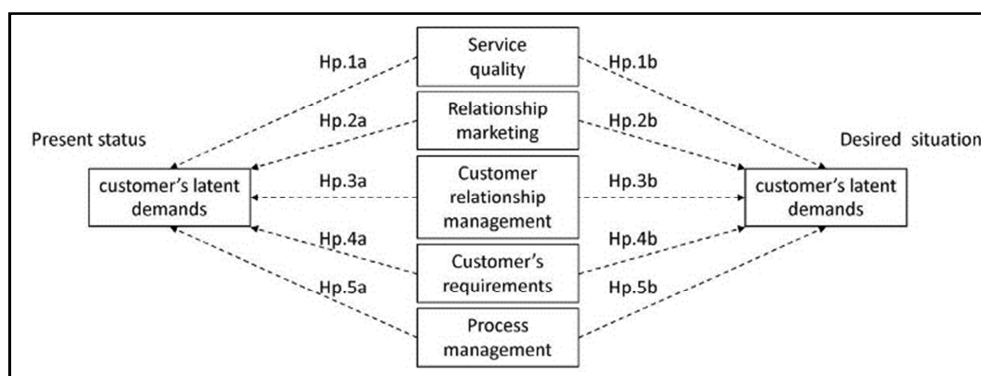 Hp.1a
Service
quality
Hp.1b
Present status
Hp.2a
Relationship
marketing
Hp.2b
Desired situation
customer's latent
demands
Hp.3a
Customer
relationship
management
Hp.3b
customer's latent
demands
Hp.4a
Customer's
requirements
Hp.4b
Hp.5a
Process
management
Hp.5b